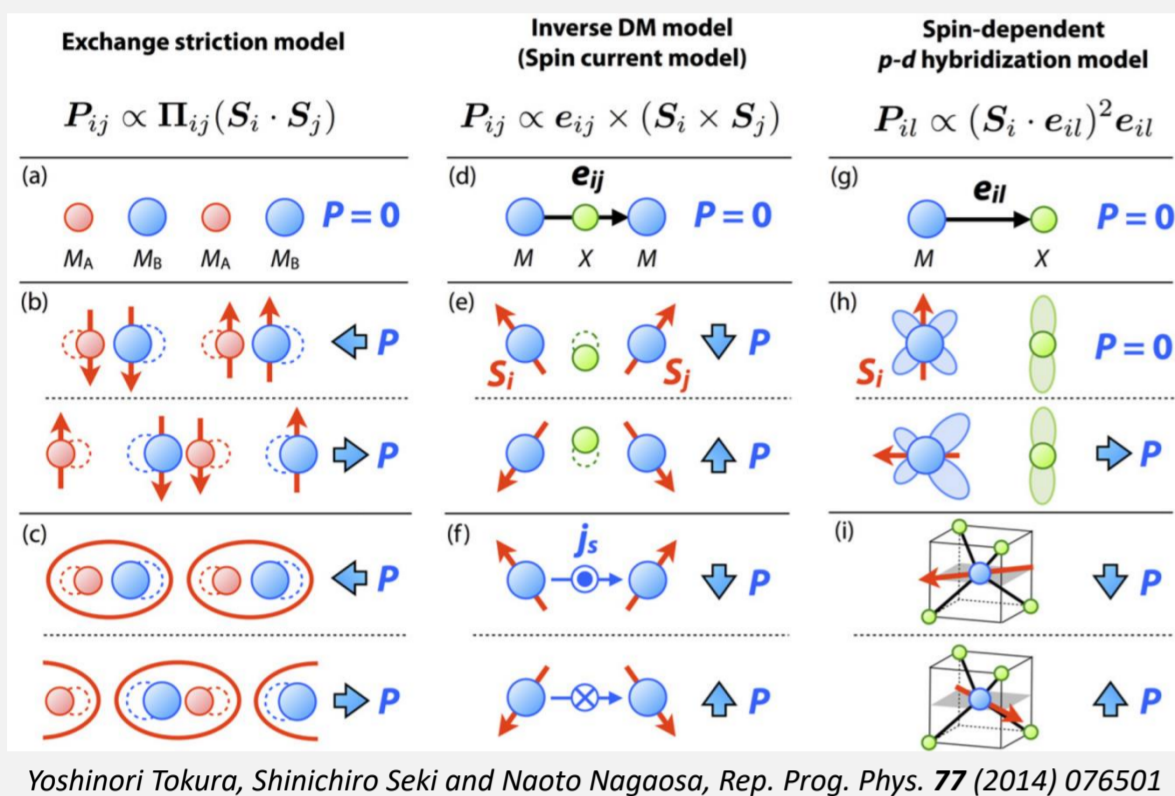 Exchange striction model
Inverse DM model
(Spin current model)
Spin-dependent
p-d hybridization model
P_ij ∝ Π_ij(S_i · S_j)
P_ij ∝ e_ij × (S_i × S_j)
P_il ∝ (S_i · e_il)²e_il
(a)
P = 0
M_A M_B M_A M_B
(b)
P
P
(c)
P
P
(d)
e_ij
P = 0
M X M
(e)
S_i S_j
P
P
(f)
j_s
P
P
(g)
e_il
P = 0
M X
(h)
S_i
P = 0
P
(i)
P
P
Yoshinori Tokura, Shinichiro Seki and Naoto Nagaosa, Rep. Prog. Phys. 77 (2014) 076501